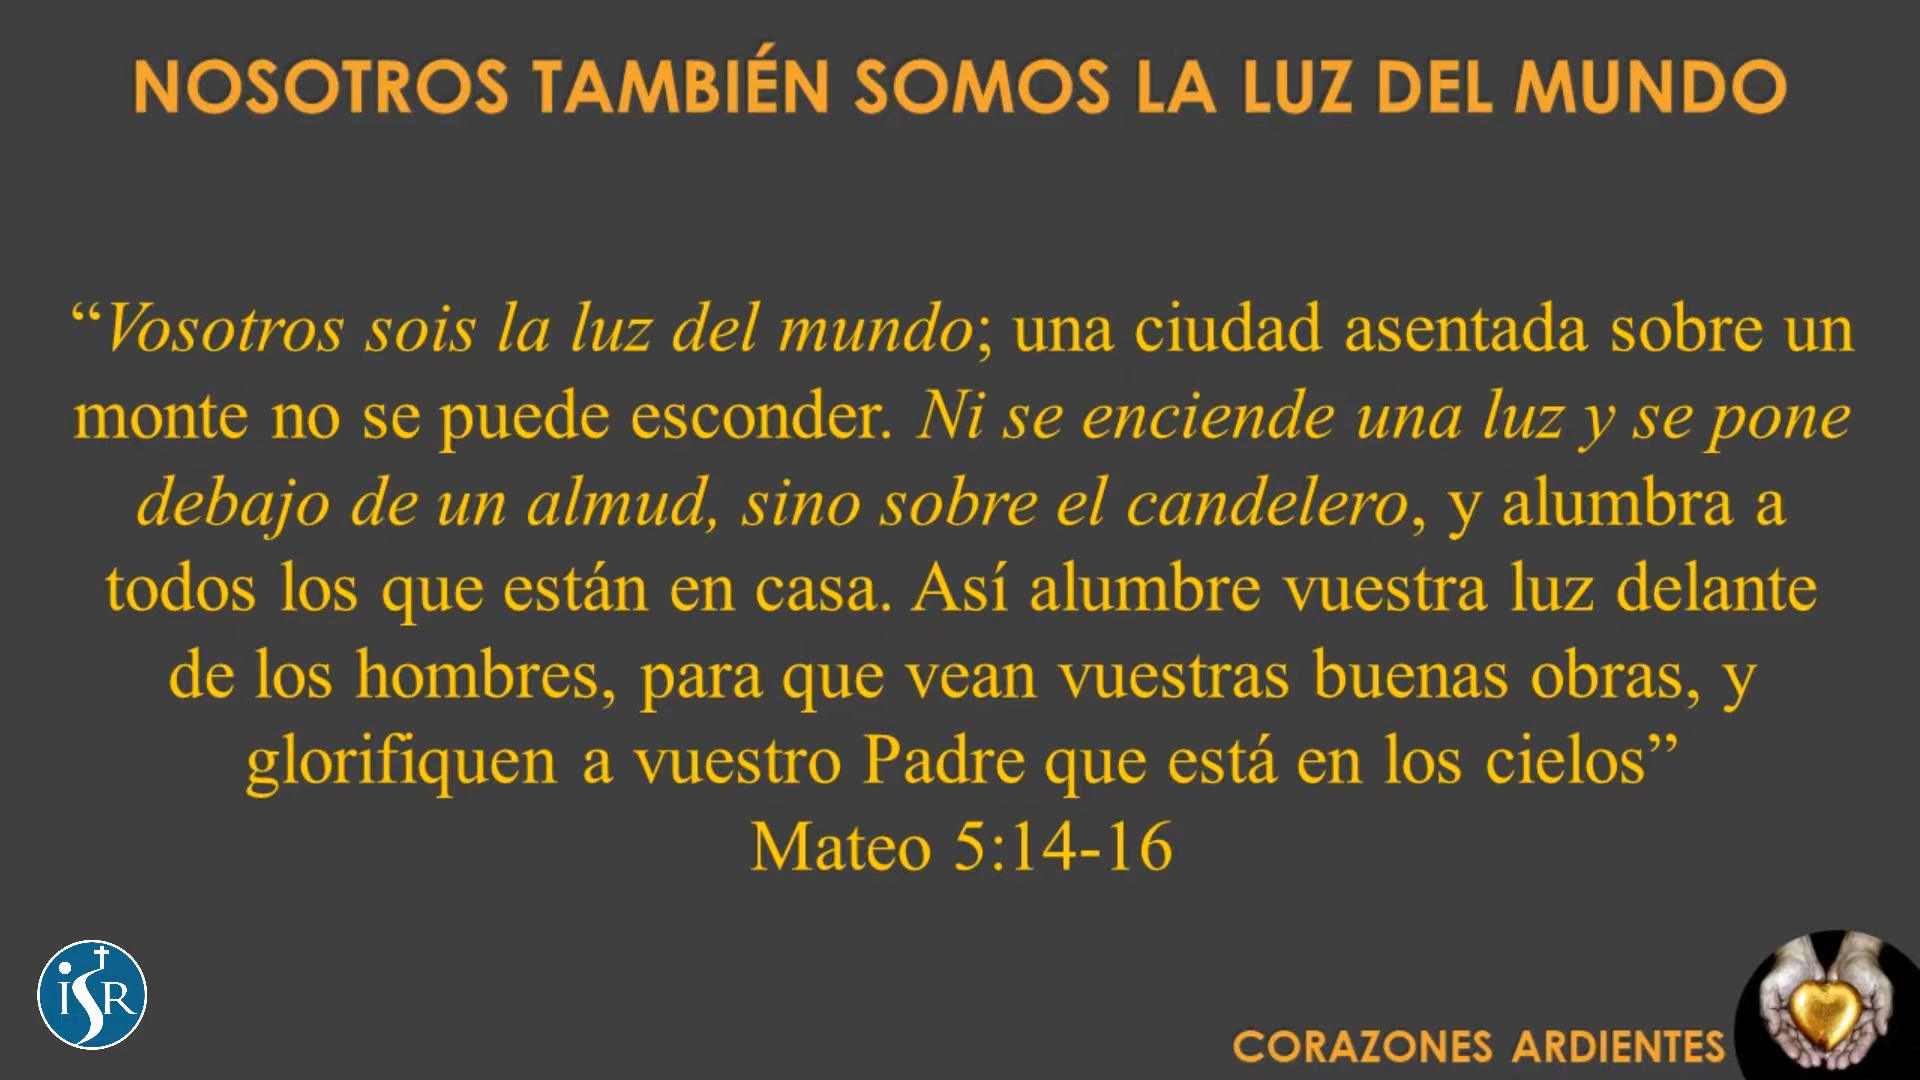 NOSOTROS TAMBIÉN SOMOS LA LUZ DEL MUNDO
“Vosotros sois la luz del mundo; una ciudad asentada sobre un
monte no se puede esconder. Ni se enciende una luz y se pone
debajo de un almud, sino sobre el candelero, y alumbra a
todos los que están en casa. Así alumbre vuestra luz delante
de los hombres, para que vean vuestras buenas obras, y
glorifiquen a vuestro Padre que está en los cielos”
Mateo 5:14-16
iSR
CORAZONES ARDIENTES